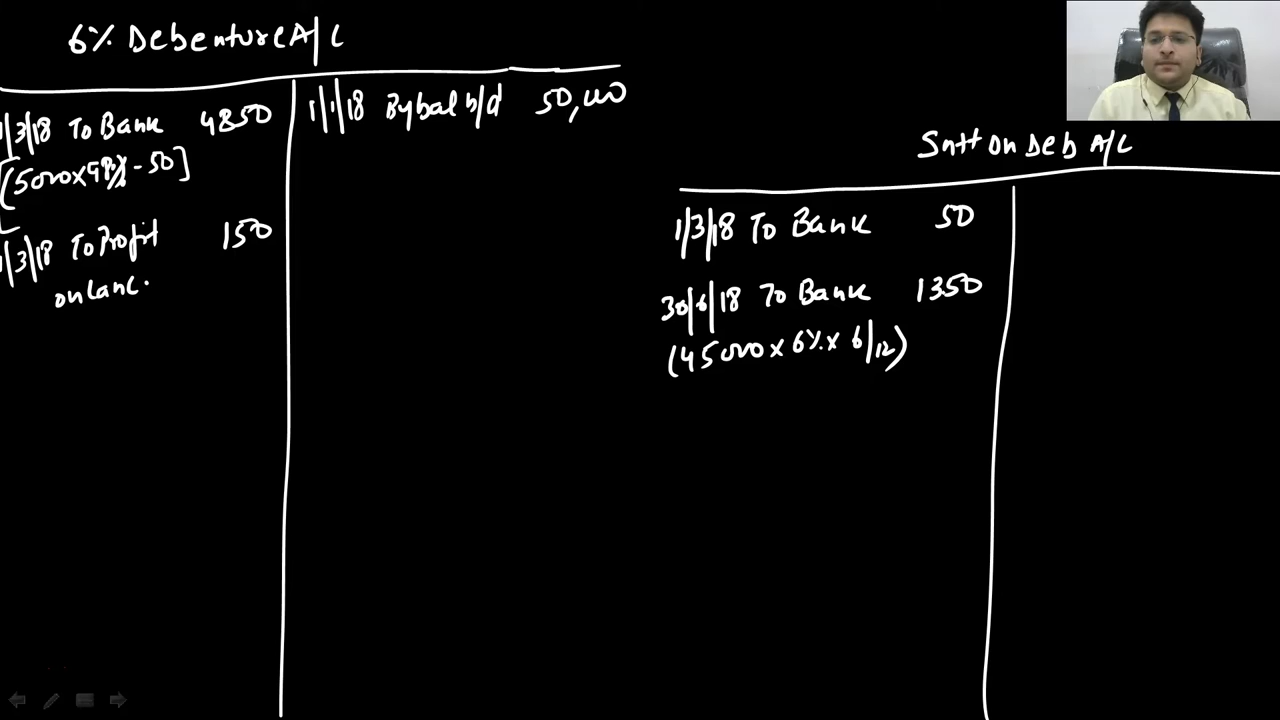 6% Debenture A/C
1/3/18 To Bank 4850
1/1/18 By bal b/d 50,000
[5000x98% - 50]
1/3/18 To Profit 150
on Canc.
Intt on Deb A/C
1/3/18 To Bank 50
30/6/18 To Bank 1350
(45000 x 6% x 6/12)